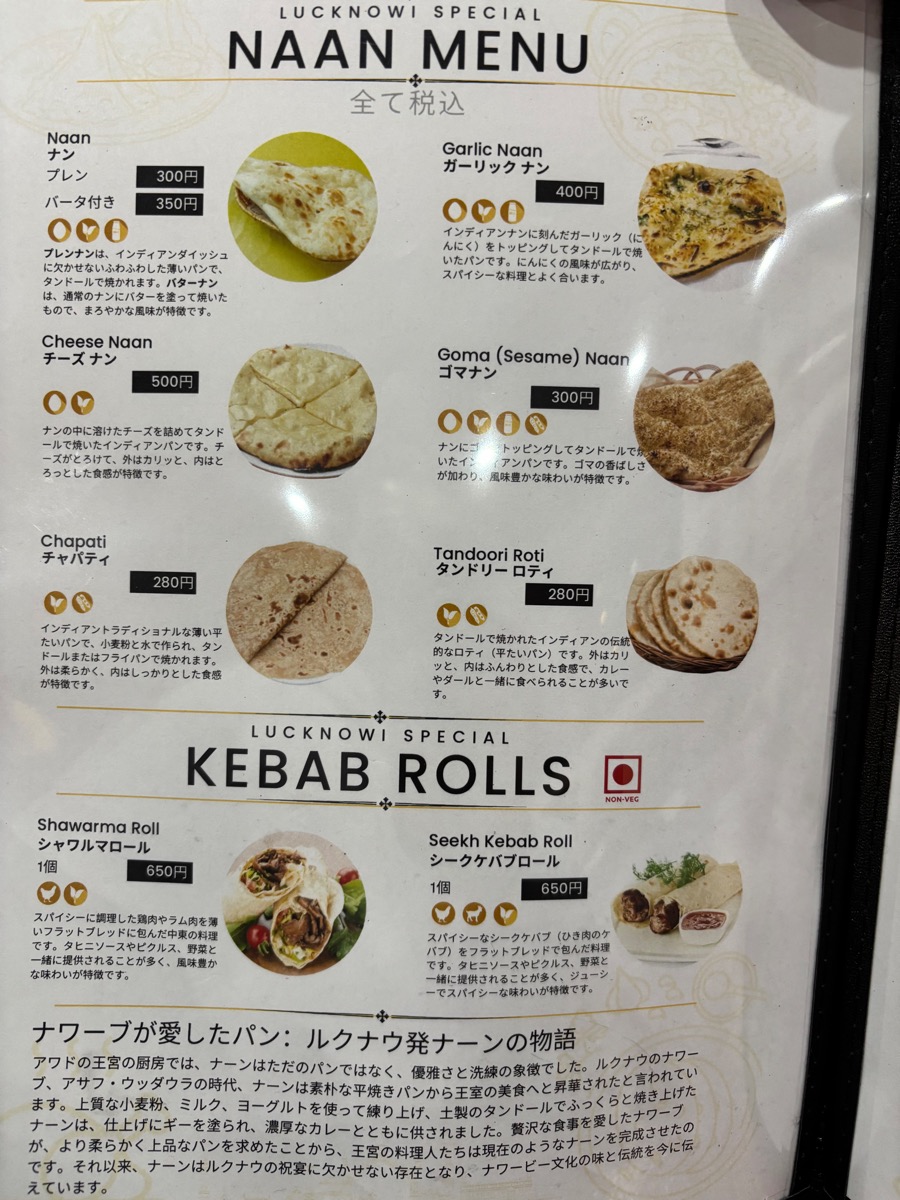 LUCKNOWI SPECIAL
NAAN MENU
全て税込
Naan
ナン
プレン 300円
バータ付き 350円
プレンナンは、インディアンダイッシュ
に欠かせないふわふわした薄いパンで、
タンドールで焼かれます。バターナン
は、通常のナンにバターを塗って焼いた
もので、まろやかな風味が特徴です。
Garlic Naan
ガーリック ナン
400円
インディアンナンに刻んだガーリック（に
んにく）をトッピングしてタンドールで焼
いたパンです。にんにくの風味が広がり、
スパイシーな料理とよく合います。
Cheese Naan
チーズ ナン
500円
ナンの中に溶けたチーズを詰めてタンド
ールで焼いたインディアンパンです。チ
ーズがとろけて、外はカリッと、内はと
ろっとした食感が特徴です。
Goma (Sesame) Naan
ゴマナン
300円
ナンにゴ トッピングしてタンドールで焼
いたイン ィアンパンです。ゴマの香ばしさ
が加わり、風味豊かな味わいが特徴です。
Chapati
チャパティ
280円
インディアントラディショナルな薄い平
たいパンで、小麦粉と水で作られ、タン
ドールまたはフライパンで焼かれます。
外は柔らかく、内はしっかりとした食感
が特徴です。
Tandoori Roti
タンドリー ロティ
280円
タンドールで焼かれたインディアンの伝統
的なロティ（平たいパン）です。外はカリ
ッと、内はふんわりとした食感で、カレー
やダールと一緒に食べられることが多いで
す。
LUCKNOWI SPECIAL
KEBAB ROLLS
NON-VEG
Shawarma Roll
シャワルマロール
1個 650円
スパイシーに調理した鶏肉やラム肉を薄
いフラットブレッドに包んだ中東の料理
です。タヒニソースやピクルス、野菜と
一緒に提供されることが多く、風味豊か
な味わいが特徴です。
Seekh Kebab Roll
シークケバブロール
1個 650円
スパイシーなシークケバブ（ひき肉のケ
バブ）をフラットブレッドで包んだ料理
です。タヒニソースやピクルス、野菜と
一緒に提供されることが多く、ジューシ
ーでスパイシーな味わいが特徴です。
ナワーブが愛したパン：ルクナウ発ナーンの物語
アワドの王宮の厨房では、ナーンはただのパンではなく、優雅さと洗練の象徴でした。ルクナウのナワー
ブ、アサフ・ウッダウラの時代、ナーンは素朴な平焼きパンから王室の美食へと昇華されたと言われてい
ます。上質な小麦粉、ミルク、ヨーグルトを使って練り上げ、土製のタンドールでふっくらと焼き上げた
ナーンは、仕上げにギーを塗られ、濃厚なカレーとともに供されました。贅沢な食事を愛したナワーブ
が、より柔らかく上品なパンを求めたことから、王宮の料理人たちは現在のようなナーンを完成させたの
です。それ以来、ナーンはルクナウの祝宴に欠かせない存在となり、ナワービー文化の味と伝統を今に伝
えています。